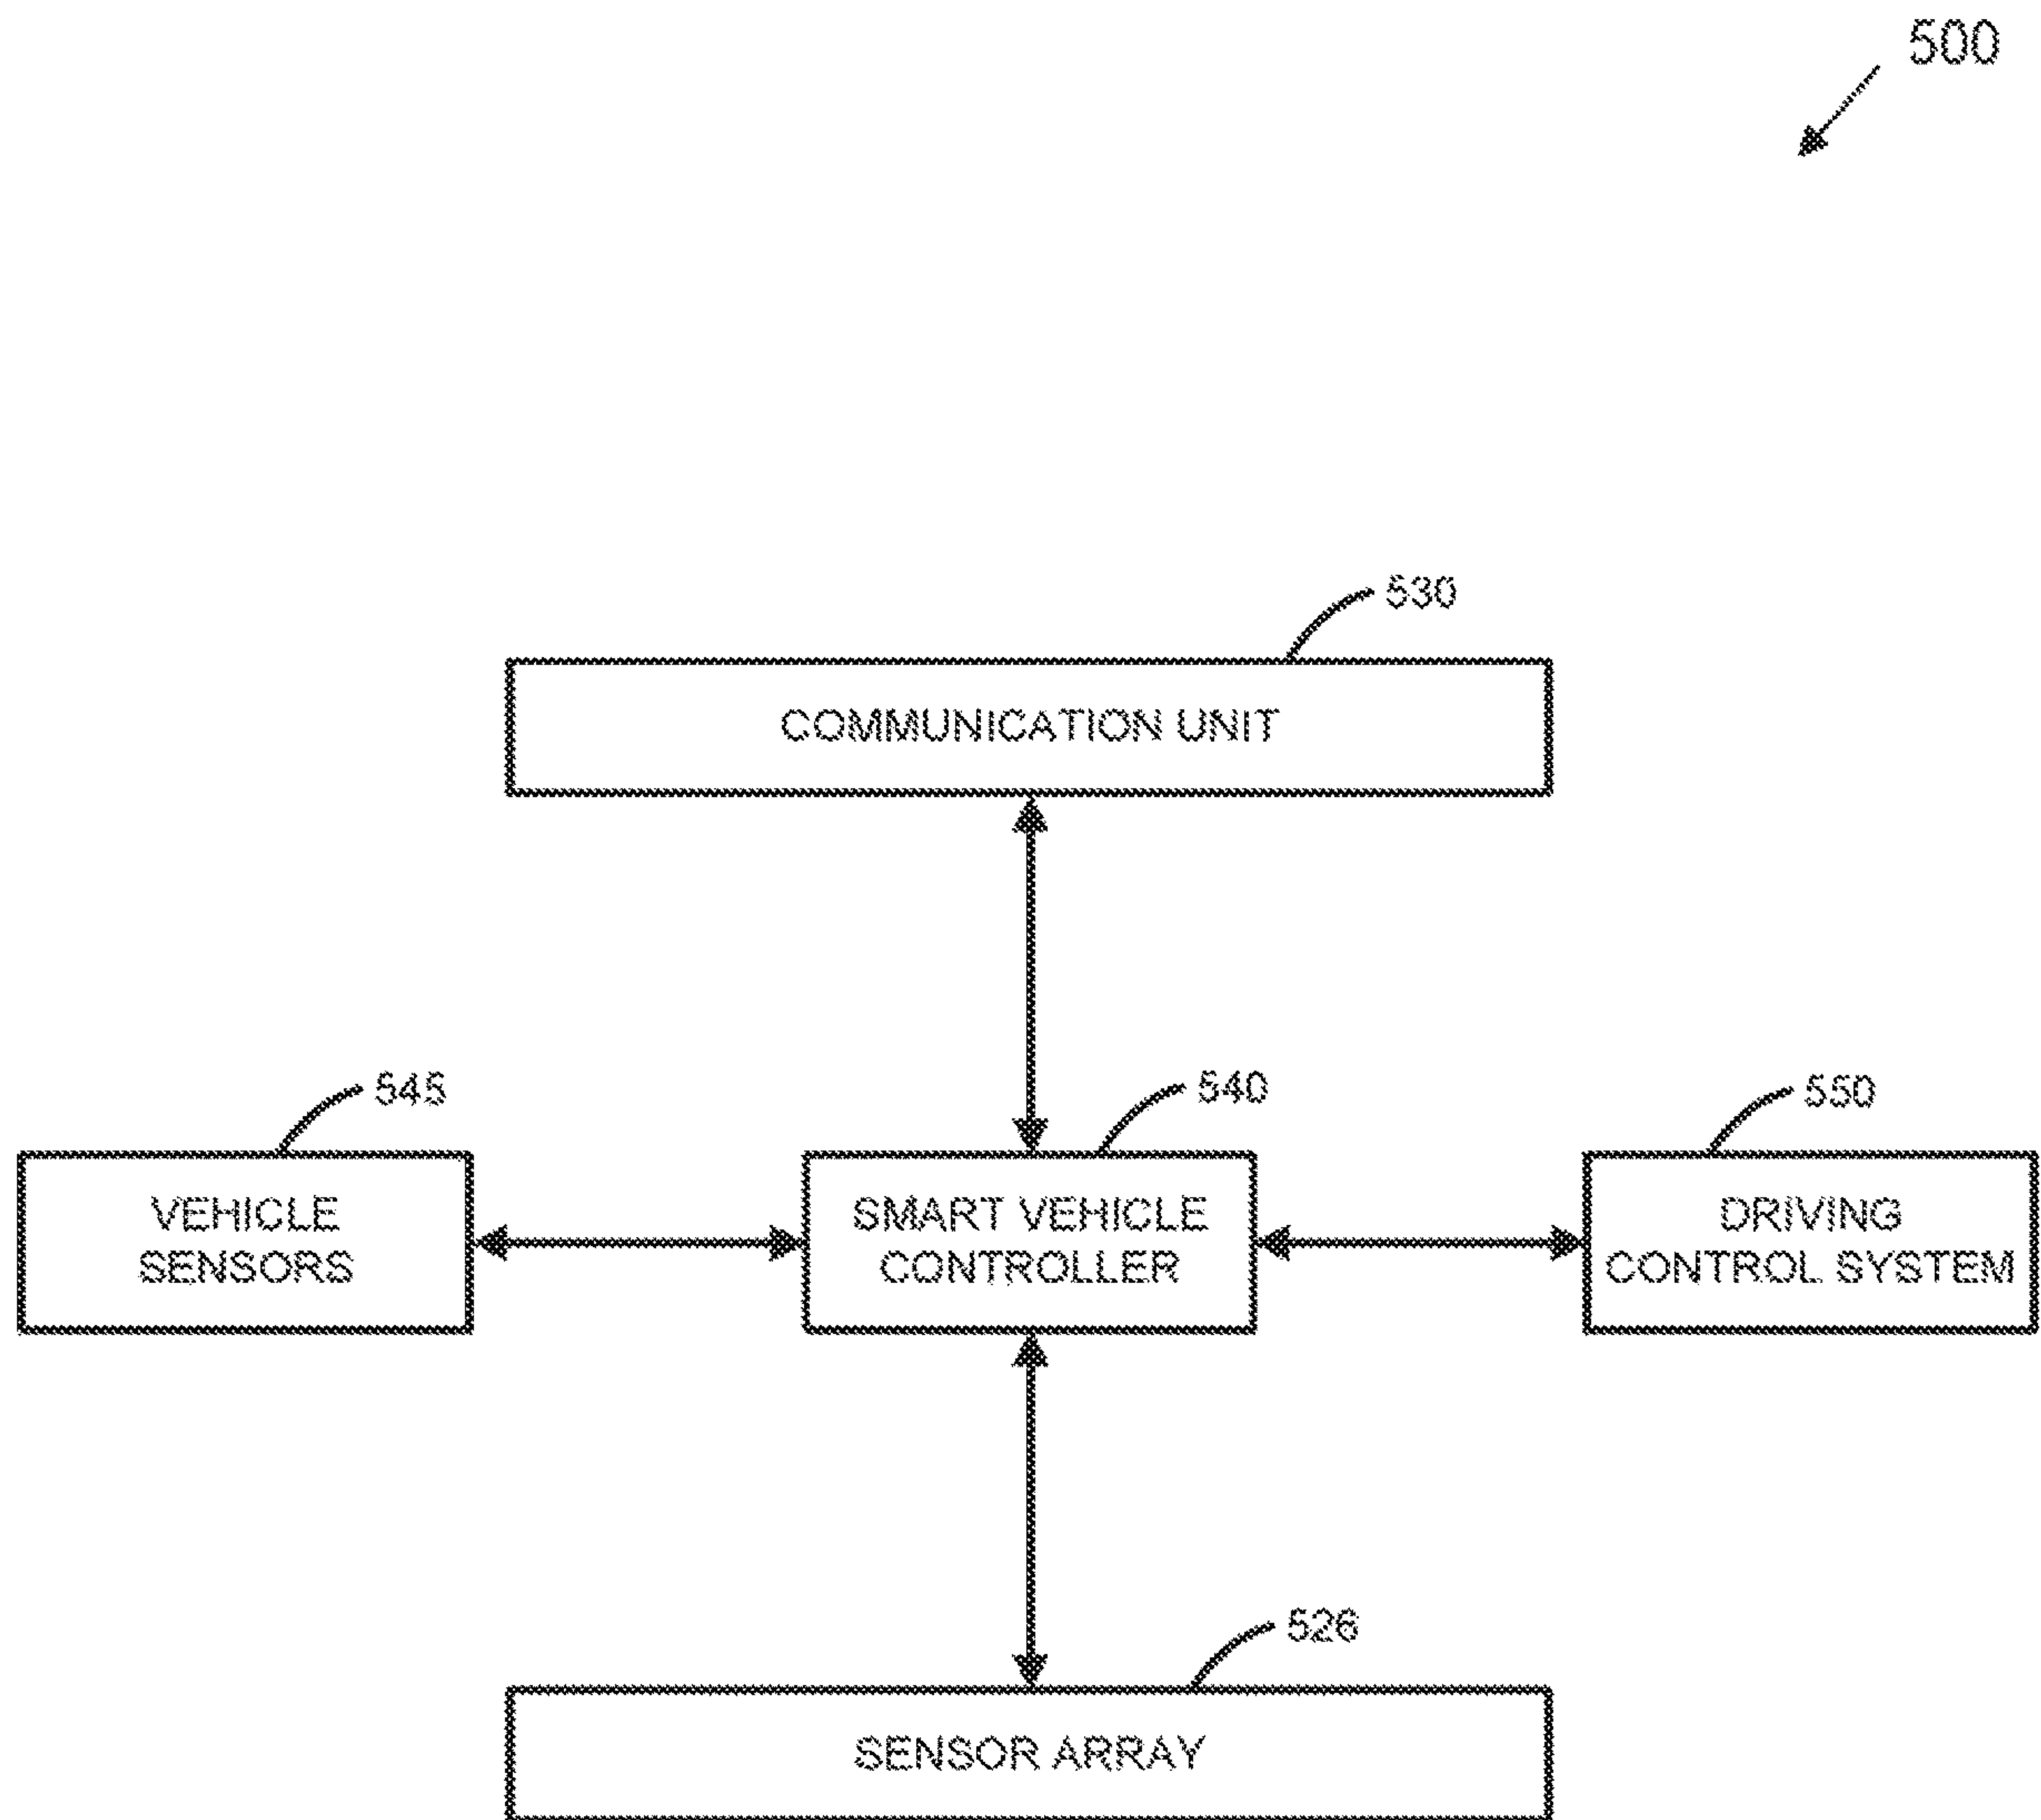 500
530
COMMUNICATION UNIT
545
540
550
VEHICLE
SENSORS
SMART VEHICLE
CONTROLLER
DRIVING
CONTROL SYSTEM
526
SENSOR ARRAY